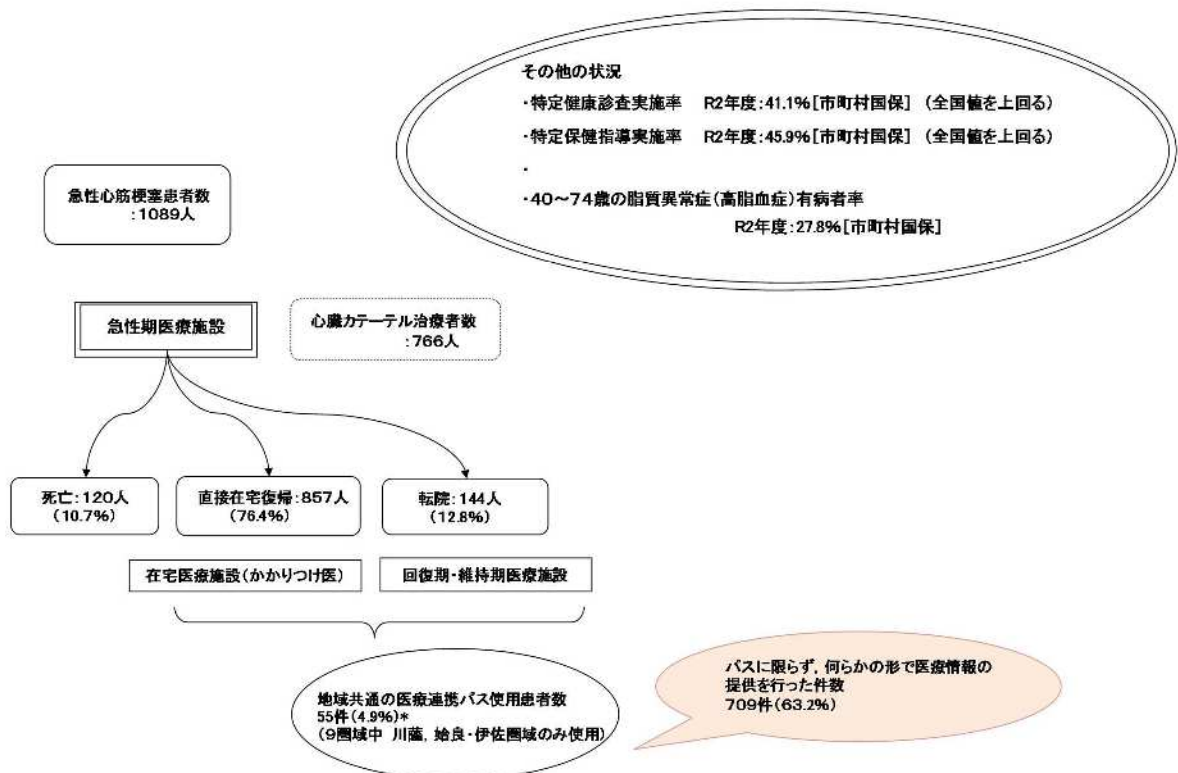 その他の状況
・特定健康診査実施率 R2年度:41.1%[市町村国保] (全国値を上回る)
・特定保健指導実施率 R2年度:45.9%[市町村国保] (全国値を上回る)
・
・40～74歳の脂質異常症(高脂血症)有病者率
R2年度:27.8%[市町村国保]
急性心筋梗塞患者数
:1089人
急性期医療施設
心臓カテーテル治療者数
:766人
死亡:120人
(10.7%)
直接在宅復帰:857人
(76.4%)
転院:144人
(12.8%)
在宅医療施設(かかりつけ医)
回復期・維持期医療施設
地域共通の医療連携パス使用患者数
55件(4.9%)*
(9圏域中 川薩, 姶良・伊佐圏域のみ使用)
パスに限らず, 何らかの形で医療情報の
提供を行った件数
709件(63.2%)